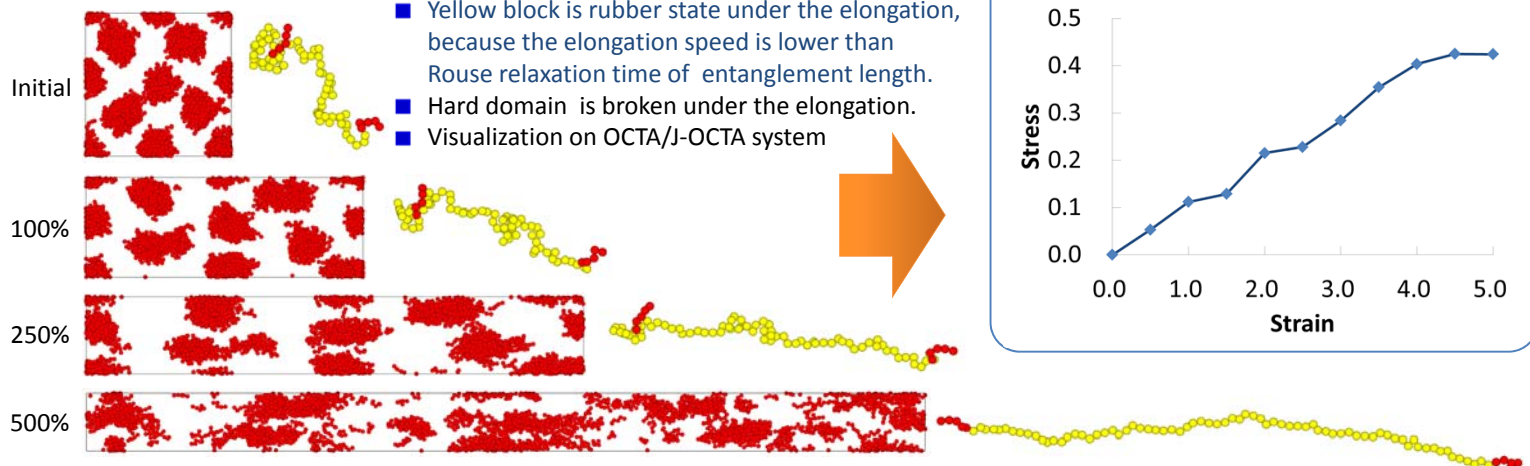 ■ Yellow block is rubber state under the elongation,
because the elongation speed is lower than
Rouse relaxation time of entanglement length.
■ Hard domain is broken under the elongation.
■ Visualization on OCTA/J-OCTA system
Initial
100%
250%
500%
Stress
0.5
0.4
0.3
0.2
0.1
0.0
0.0 1.0 2.0 3.0 4.0 5.0
Strain